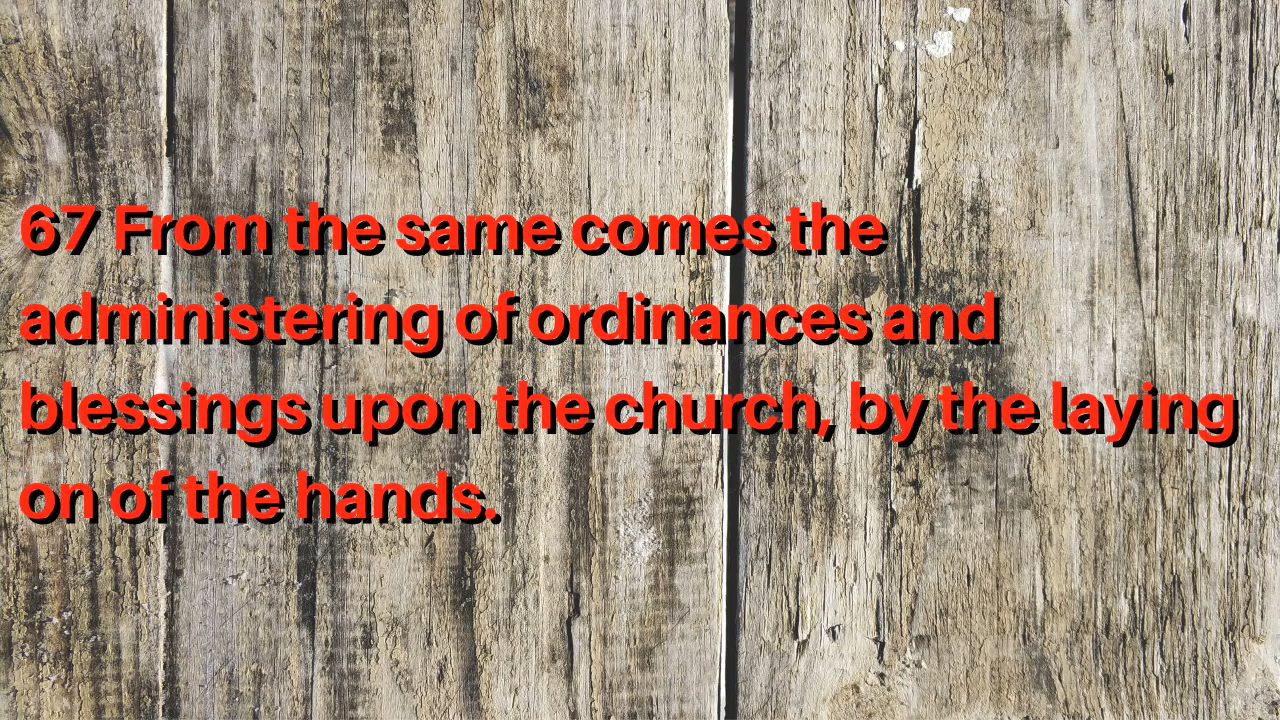 67 From the same comes the
administering of ordinances and
blessings upon the church, by the laying
on of the hands.